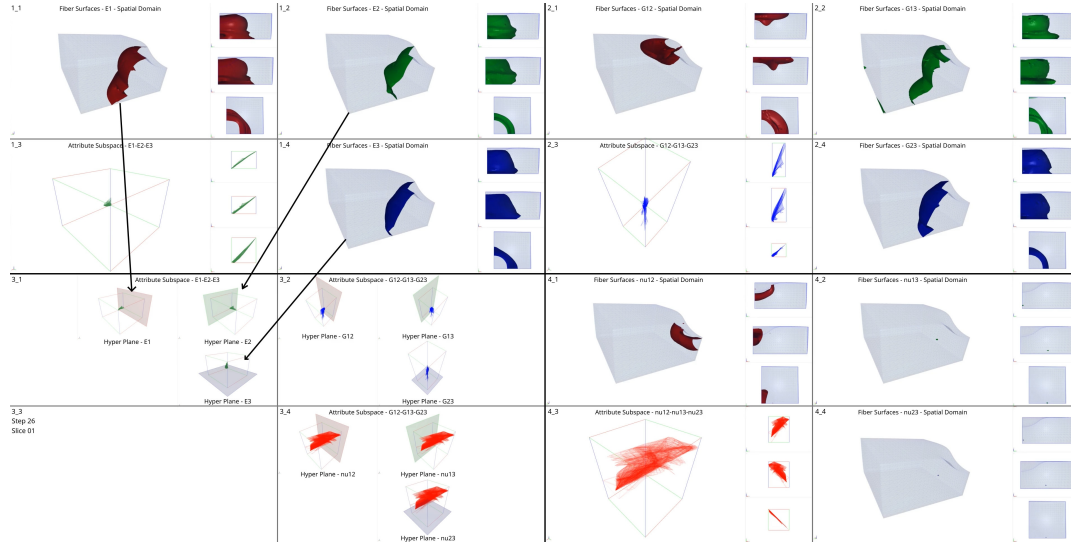 1_1
Fiber Surfaces - E1 - Spatial Domain
1_2
Fiber Surfaces - E2 - Spatial Domain
2_1
Fiber Surfaces - G12 - Spatial Domain
2_2
Fiber Surfaces - G13 - Spatial Domain
1_3
Attribute Subspace - E1-E2-E3
1_4
Fiber Surfaces - E3 - Spatial Domain
2_3
Attribute Subspace - G12-G13-G23
2_4
Fiber Surfaces - G23 - Spatial Domain
3_1
Attribute Subspace - E1-E2-E3
Hyper Plane - E1
Hyper Plane - E2
Hyper Plane - E3
3_2
Attribute Subspace - G12-G13-G23
Hyper Plane - G12
Hyper Plane - G13
Hyper Plane - G23
4_1
Fiber Surfaces - nu12 - Spatial Domain
4_2
Fiber Surfaces - nu13 - Spatial Domain
3_3
Step 26
Slice 01
3_4
Attribute Subspace - G12-G13-G23
Hyper Plane - nu12
Hyper Plane - nu13
Hyper Plane - nu23
4_3
Attribute Subspace - nu12-nu13-nu23
4_4
Fiber Surfaces - nu23 - Spatial Domain